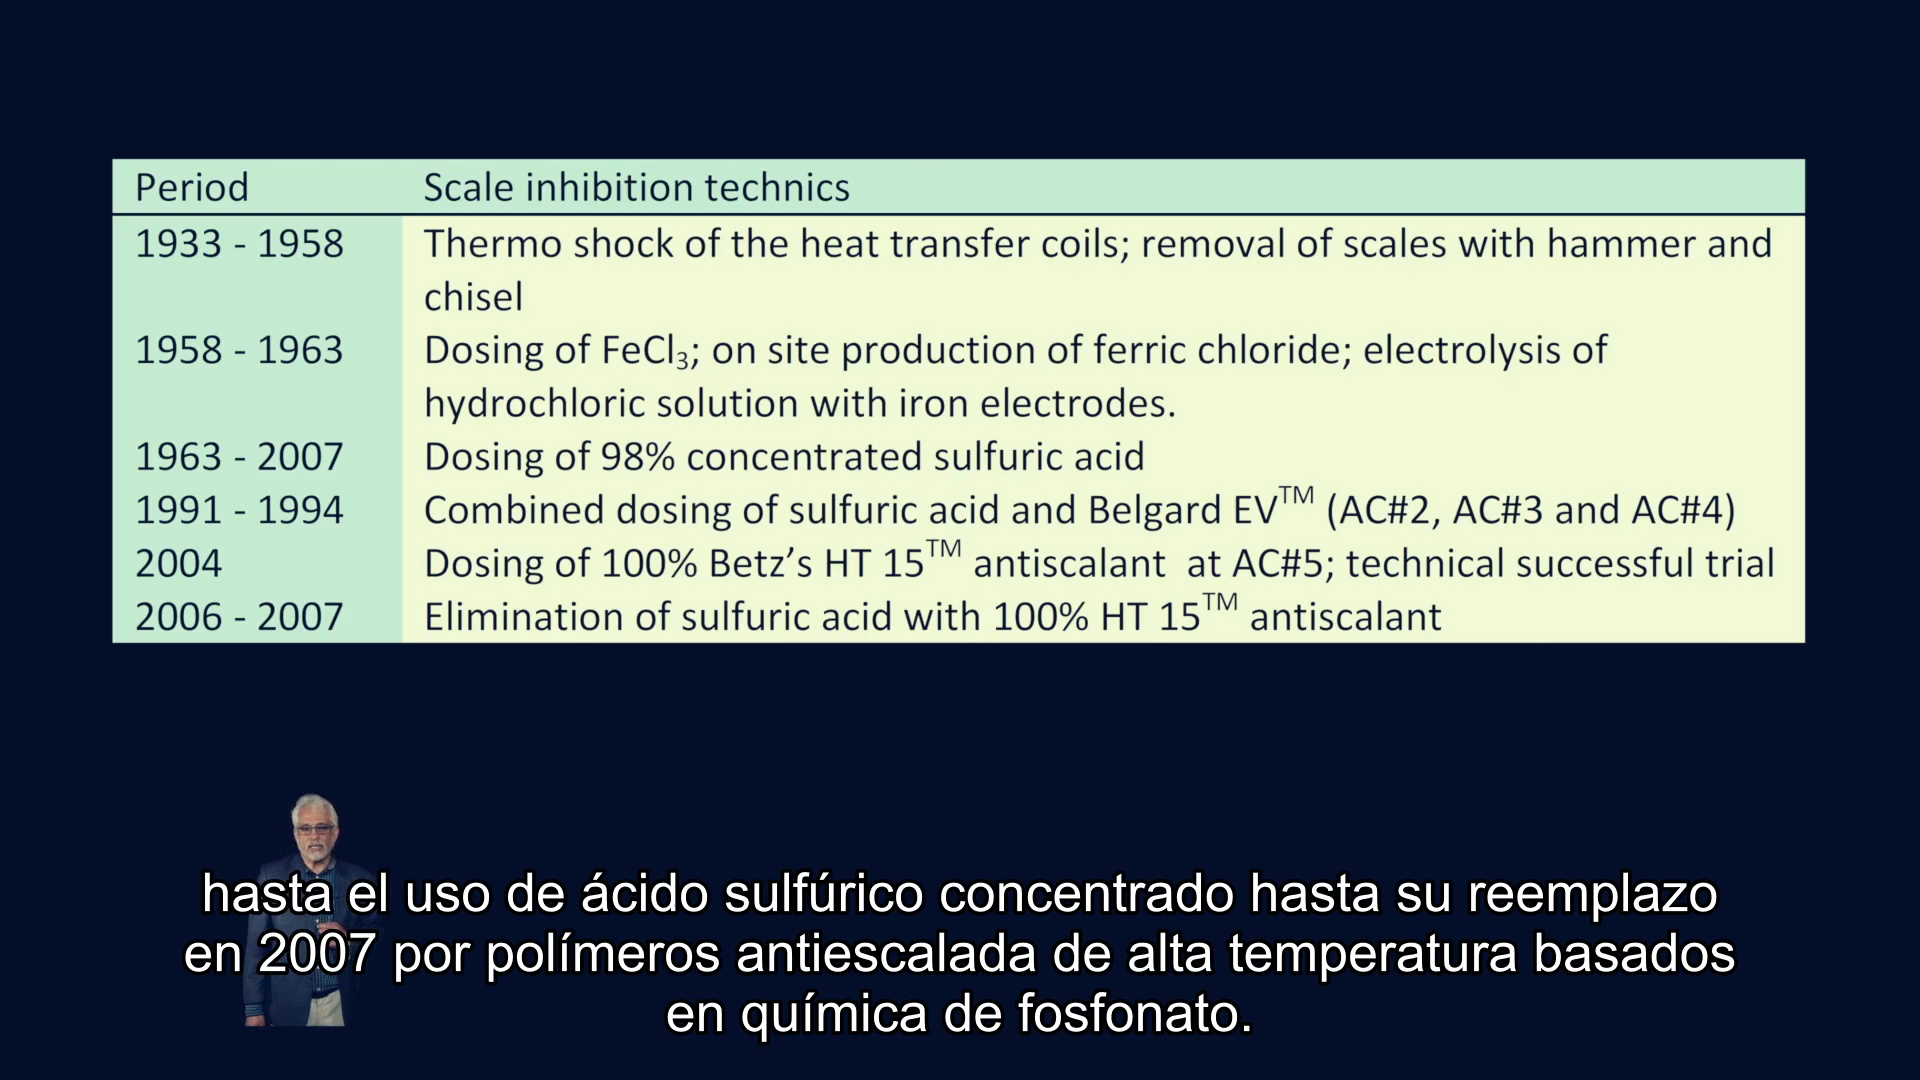 Period Scale inhibition technics
1933 - 1958 Thermo shock of the heat transfer coils; removal of scales with hammer and
chisel
1958 - 1963 Dosing of FeCl₃; on site production of ferric chloride; electrolysis of
hydrochloric solution with iron electrodes.
1963 - 2007 Dosing of 98% concentrated sulfuric acid
1991 - 1994 Combined dosing of sulfuric acid and Belgard EV™ (AC#2, AC#3 and AC#4)
2004 Dosing of 100% Betz’s HT 15™ antiscalant at AC#5; technical successful trial
2006 - 2007 Elimination of sulfuric acid with 100% HT 15™ antiscalant
hasta el uso de ácido sulfúrico concentrado hasta su reemplazo
en 2007 por polímeros antiescalada de alta temperatura basados
en química de fosfonato.